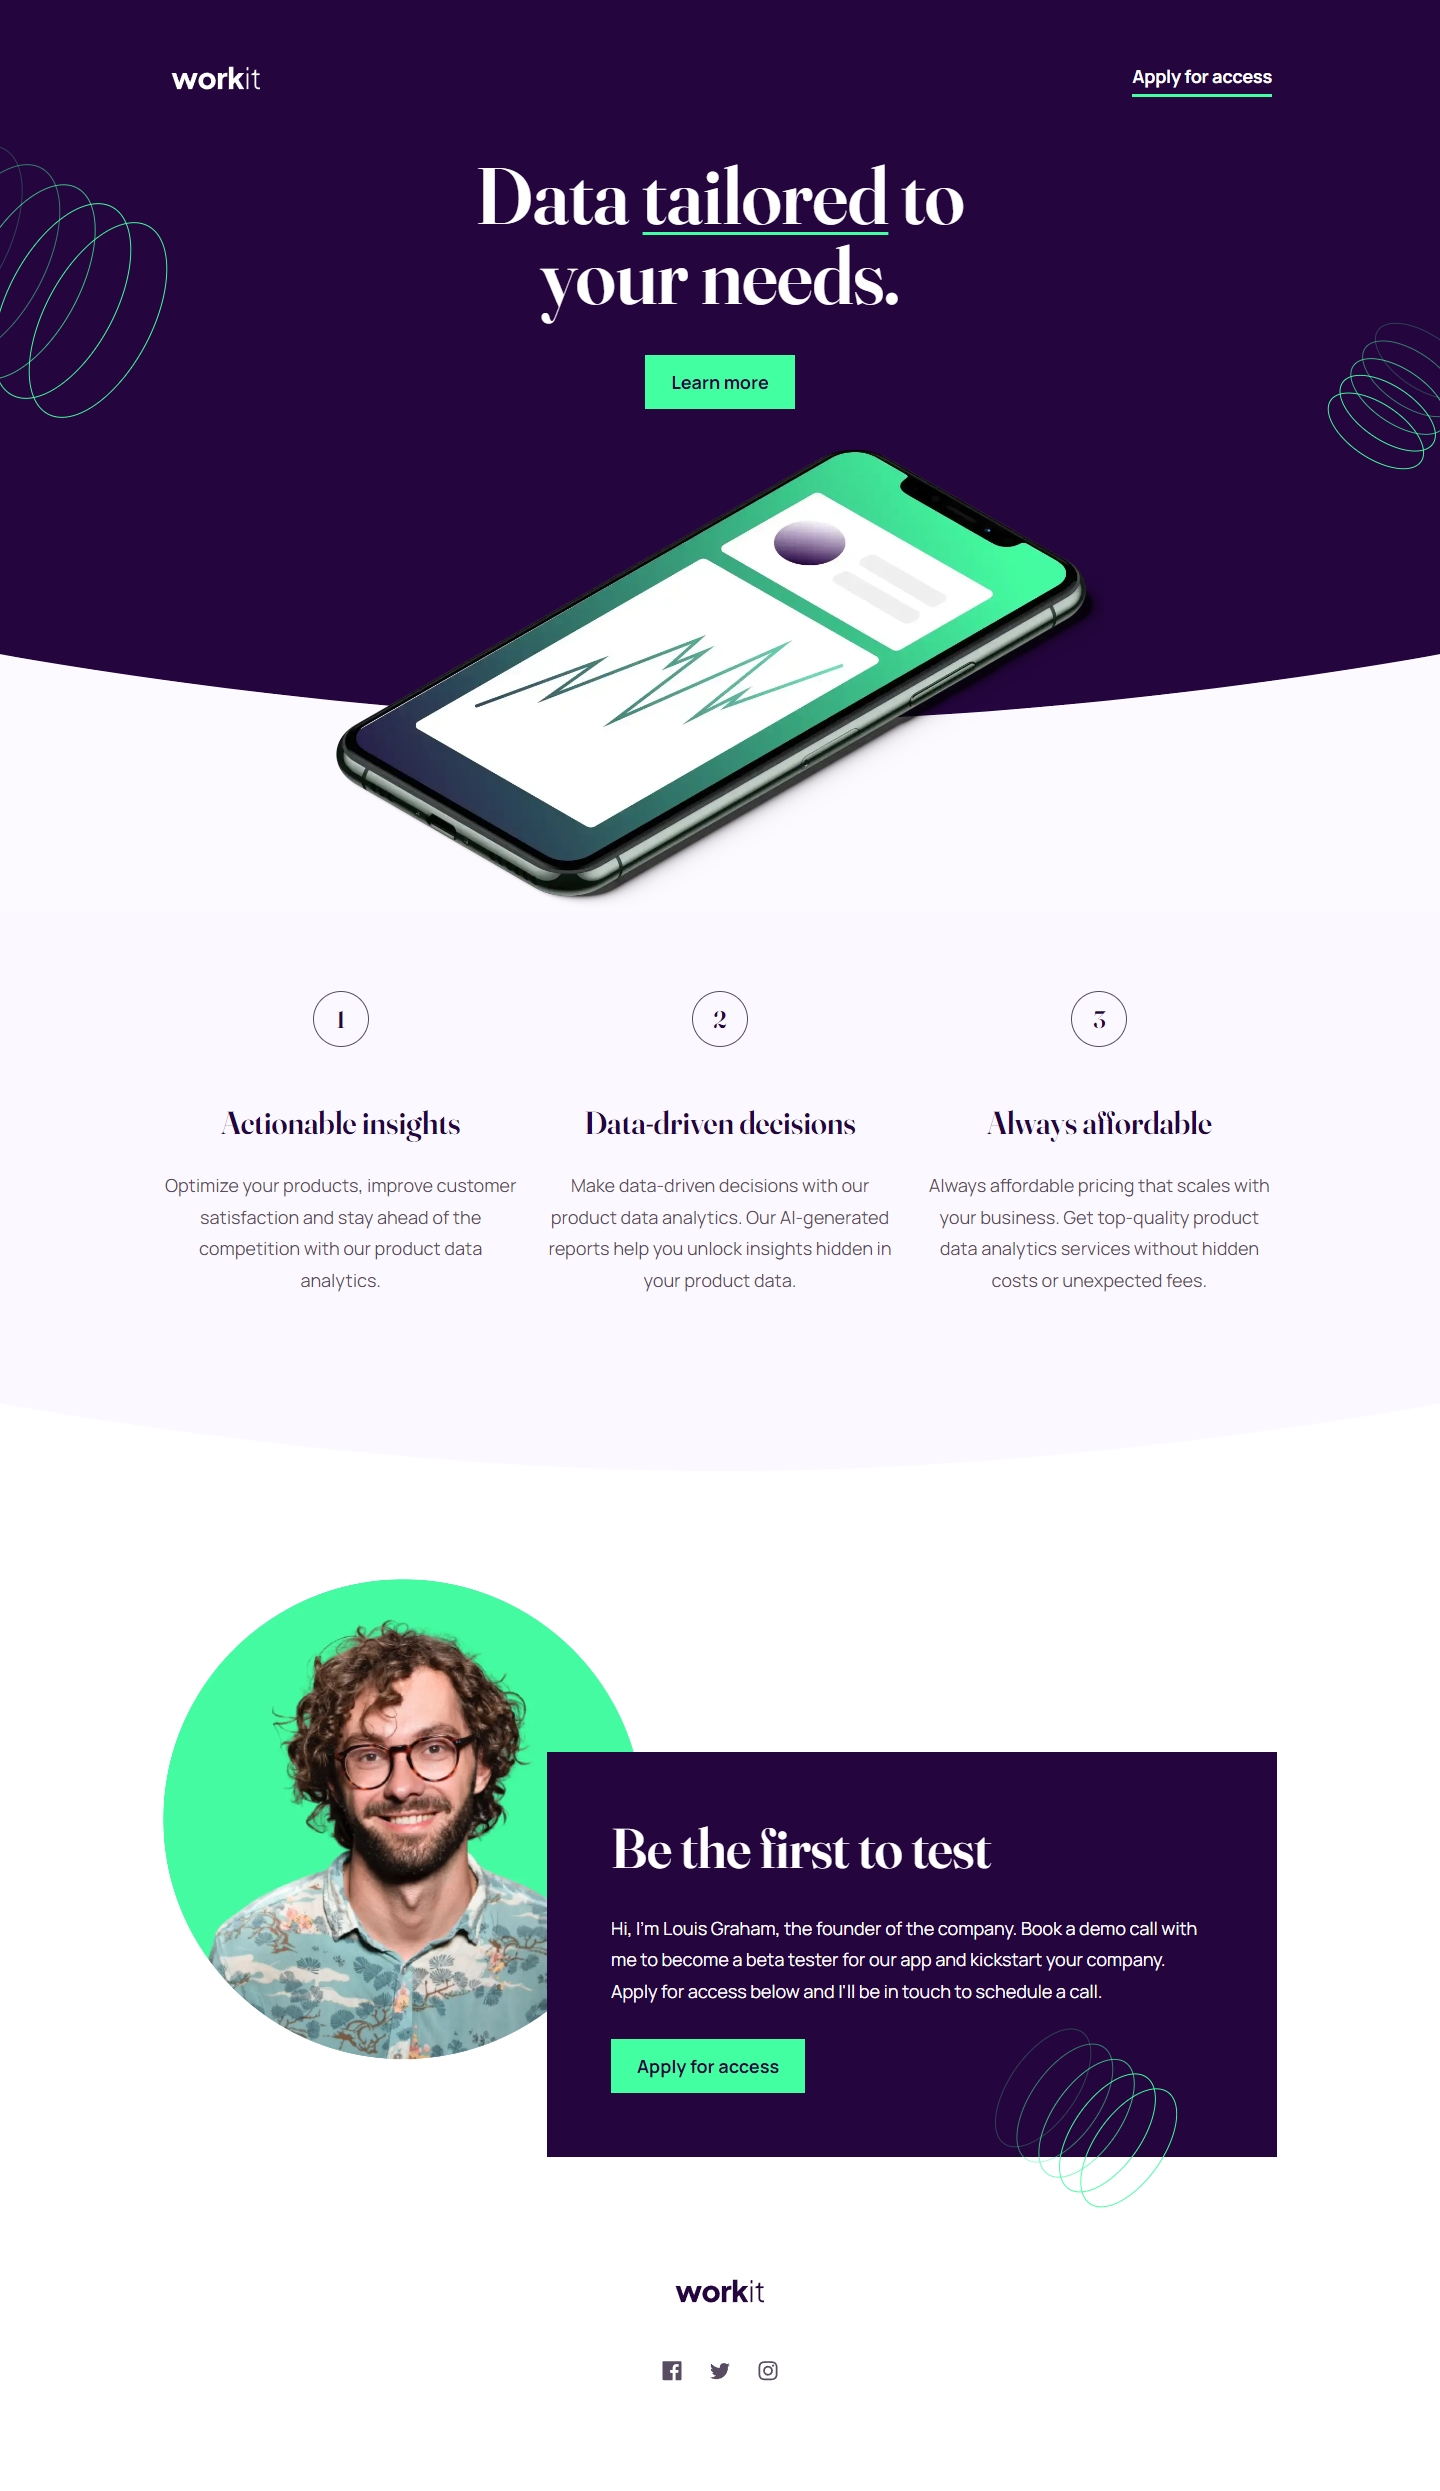 workit
Apply for access
Data tailored to
your needs.
Learn more
1
2
3
Actionable insights
Data-driven decisions
Always affordable
Optimize your products, improve customer
satisfaction and stay ahead of the
competition with our product data
analytics.
Make data-driven decisions with our
product data analytics. Our AI-generated
reports help you unlock insights hidden in
your product data.
Always affordable pricing that scales with
your business. Get top-quality product
data analytics services without hidden
costs or unexpected fees.
Be the first to test
Hi, I'm Louis Graham, the founder of the company. Book a demo call with
me to become a beta tester for our app and kickstart your company.
Apply for access below and I'll be in touch to schedule a call.
Apply for access
workit